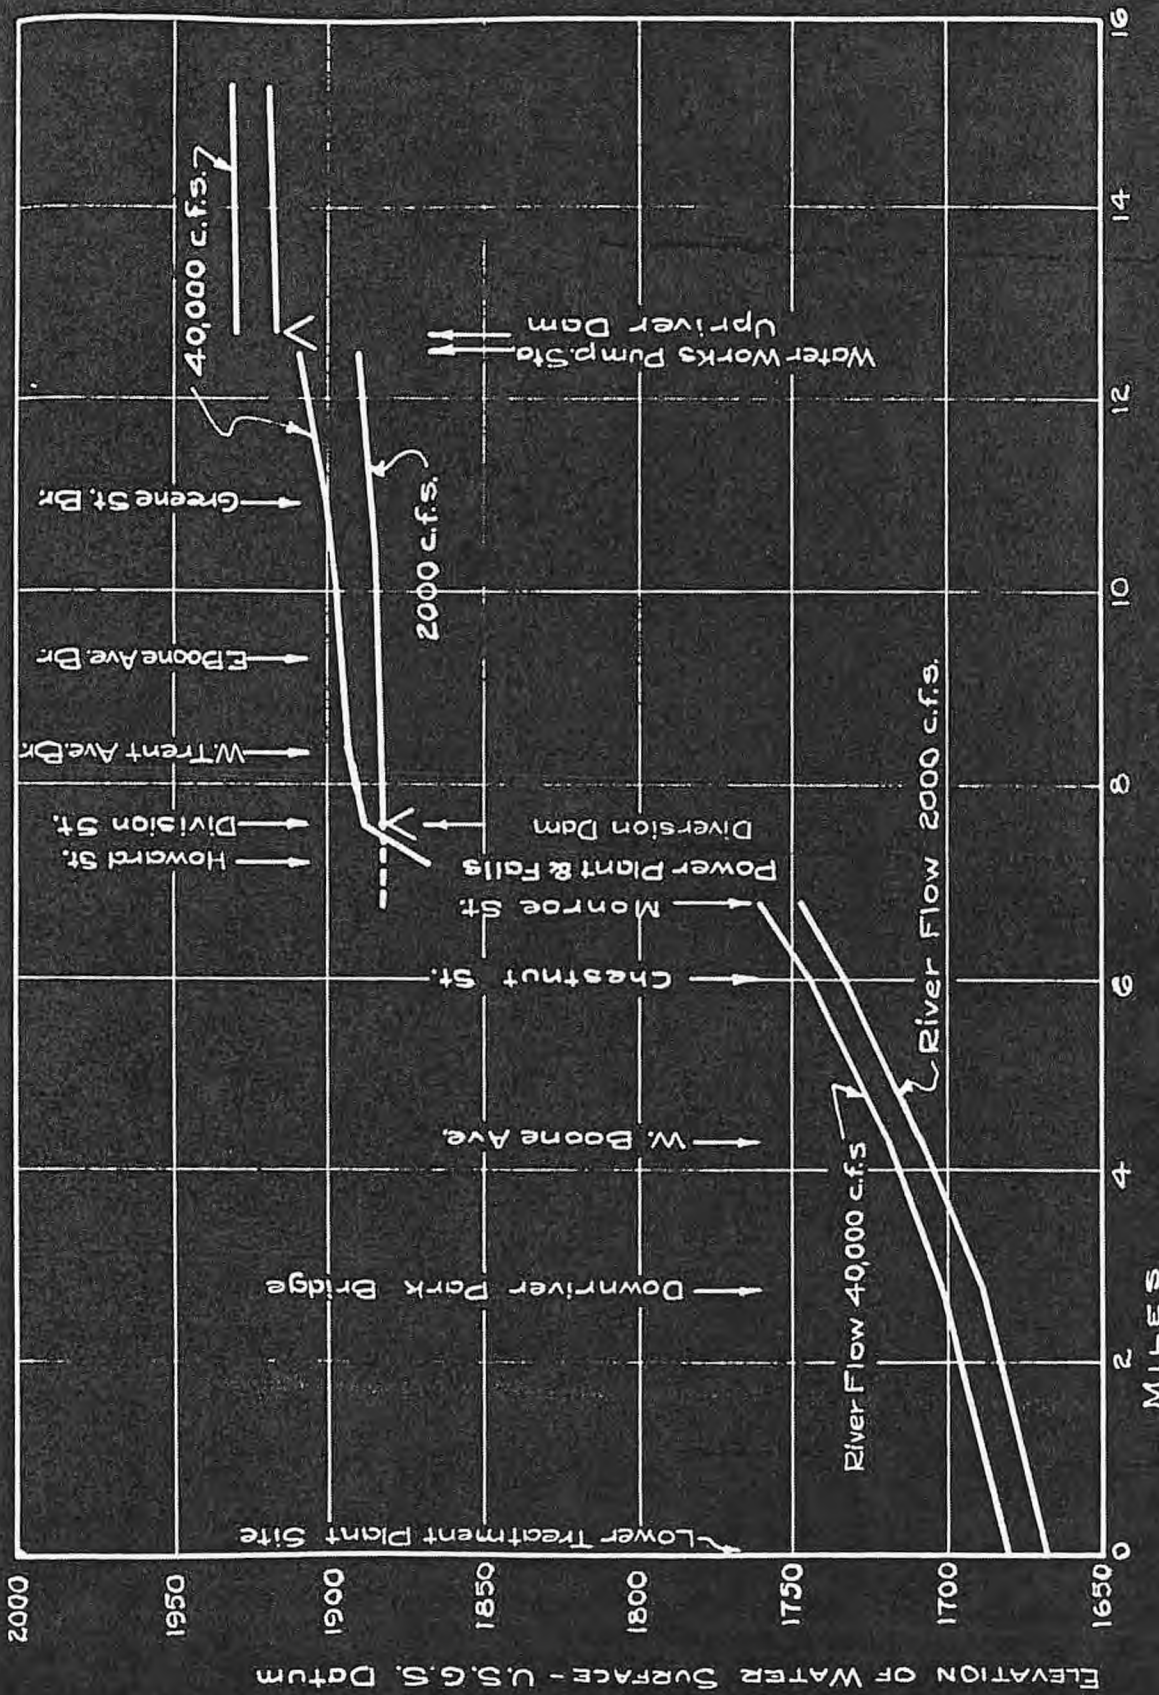 ELEVATION OF WATER SURFACE - U.S.G.S. Datum
2000
1950
1900
1850
1800
1750
1700
1650
0
2
4
6
8
10
12
14
16
MILES
Lower Treatment Plant Site
Downriver Park Bridge
W. Boone Ave.
Chestnut St.
Monroe St.
Power Plant & Falls
Diversion Dam
Howard St.
Division St.
W. Trent Ave. Br.
E. Boone Ave. Br.
Greene St. Br.
Water Works Pump. Sta.
Upriver Dam
River Flow 40,000 c.f.s
River Flow 2000 c.f.s.
2000 c.f.s.
40,000 c.f.s.